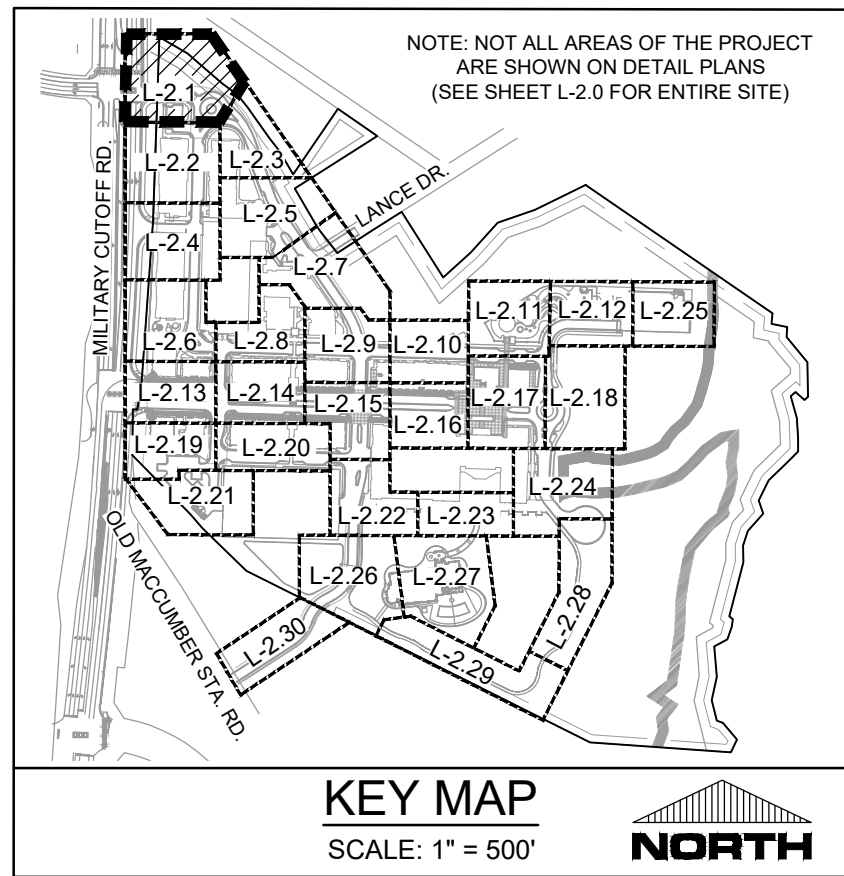 NOTE: NOT ALL AREAS OF THE PROJECT
ARE SHOWN ON DETAIL PLANS
(SEE SHEET L-2.0 FOR ENTIRE SITE)
L-2.1
L-2.2
L-2.3
MILITARY CUTOFF RD.
LANCE DR.
L-2.4
L-2.5
L-2.7
L-2.6
L-2.8
L-2.9
L-2.10
L-2.11
L-2.12
L-2.25
L-2.13
L-2.14
L-2.15
L-2.16
L-2.17
L-2.18
L-2.19
L-2.20
L-2.21
L-2.22
L-2.23
L-2.24
OLD MACCUMBER STA. RD.
L-2.26
L-2.27
L-2.28
L-2.30
L-2.29
KEY MAP
SCALE: 1" = 500'
NORTH